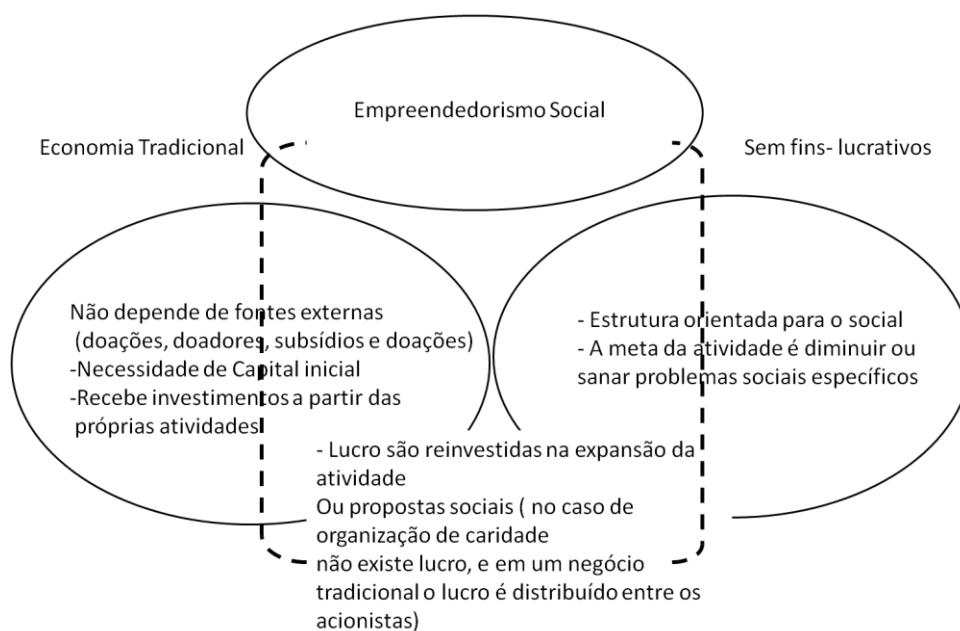 Empreendedorismo Social
Economia Tradicional
Sem fins- lucrativos
Não depende de fontes externas
(doações, doadores, subsídios e doações)
-Necessidade de Capital inicial
-Recebe investimentos a partir das
próprias atividades
- Estrutura orientada para o social
- A meta da atividade é diminuir ou
sanar problemas sociais específicos
- Lucro são reinvestidas na expansão da
atividade
Ou propostas sociais ( no caso de
organização de caridade
não existe lucro, e em um negócio
tradicional o lucro é distribuído entre os
acionistas)